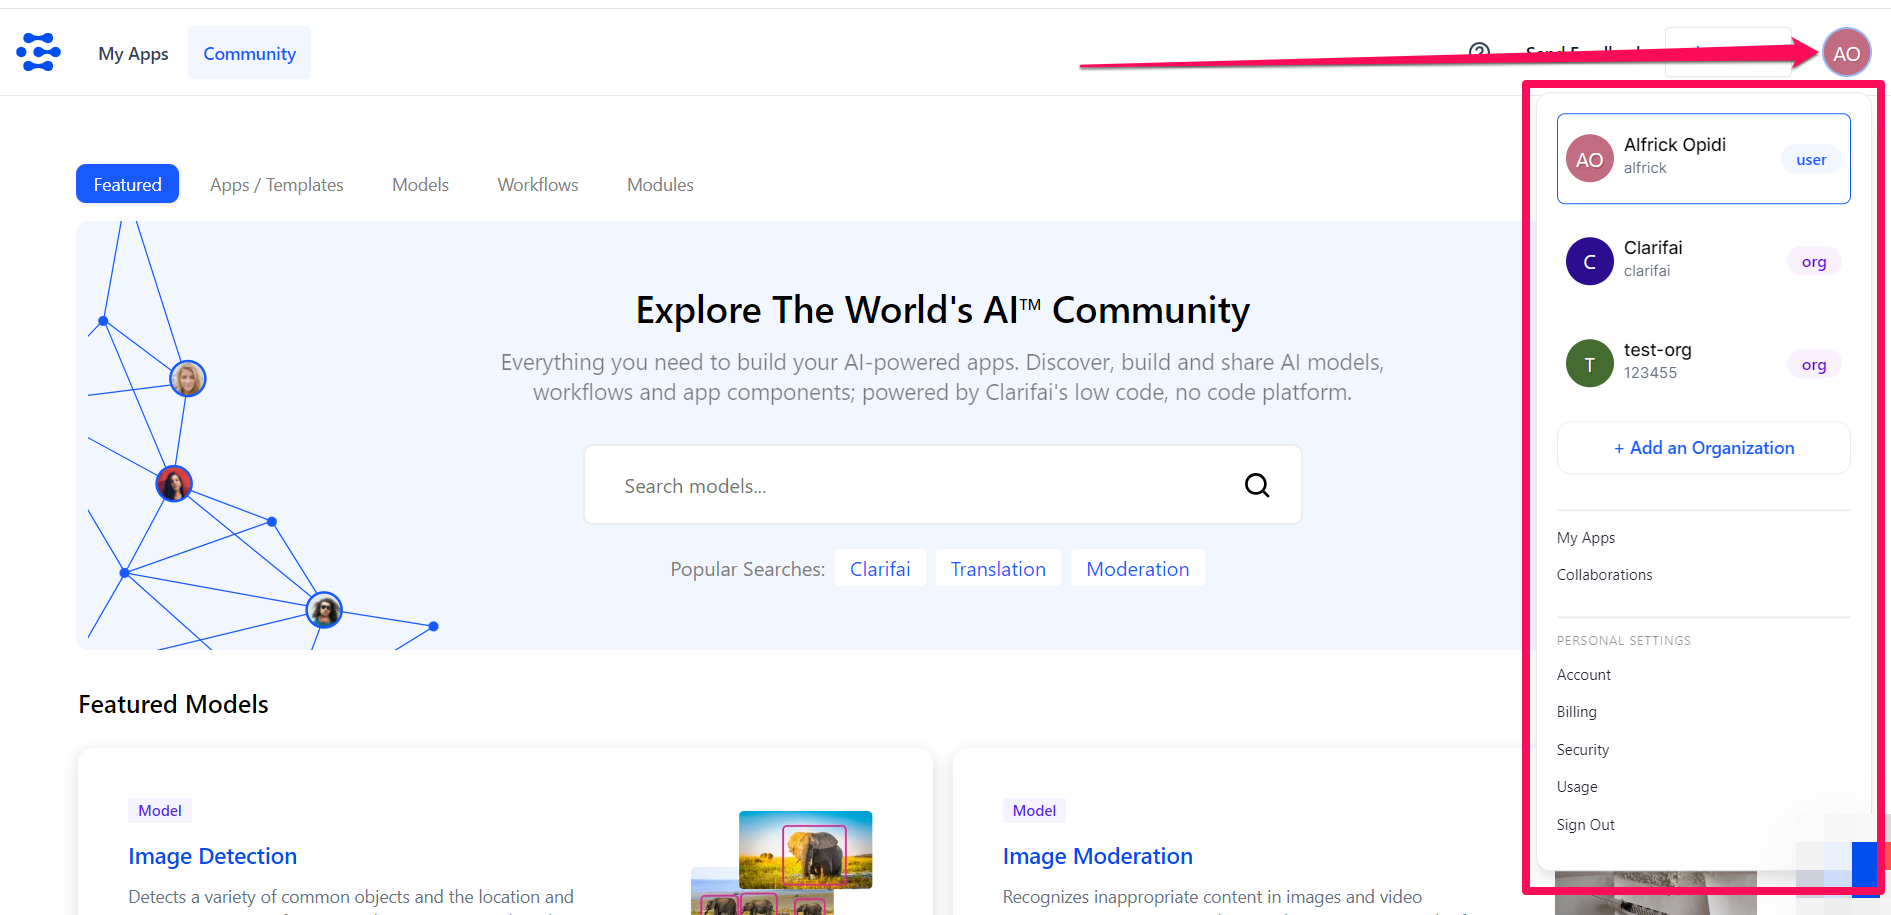 My Apps
Community
AO
Featured
Apps / Templates
Models
Workflows
Modules
Explore The World's AI™ Community
Everything you need to build your AI-powered apps. Discover, build and share AI models,
workflows and app components; powered by Clarifai's low code, no code platform.
Search models...
Popular Searches:
Clarifai
Translation
Moderation
Featured Models
Model
Image Detection
Detects a variety of common objects and the location and
Model
Image Moderation
Recognizes inappropriate content in images and video
AO
Alfrick Opidi
alfrick
user
C
Clarifai
clarifai
org
T
test-org
123455
org
+ Add an Organization
My Apps
Collaborations
PERSONAL SETTINGS
Account
Billing
Security
Usage
Sign Out